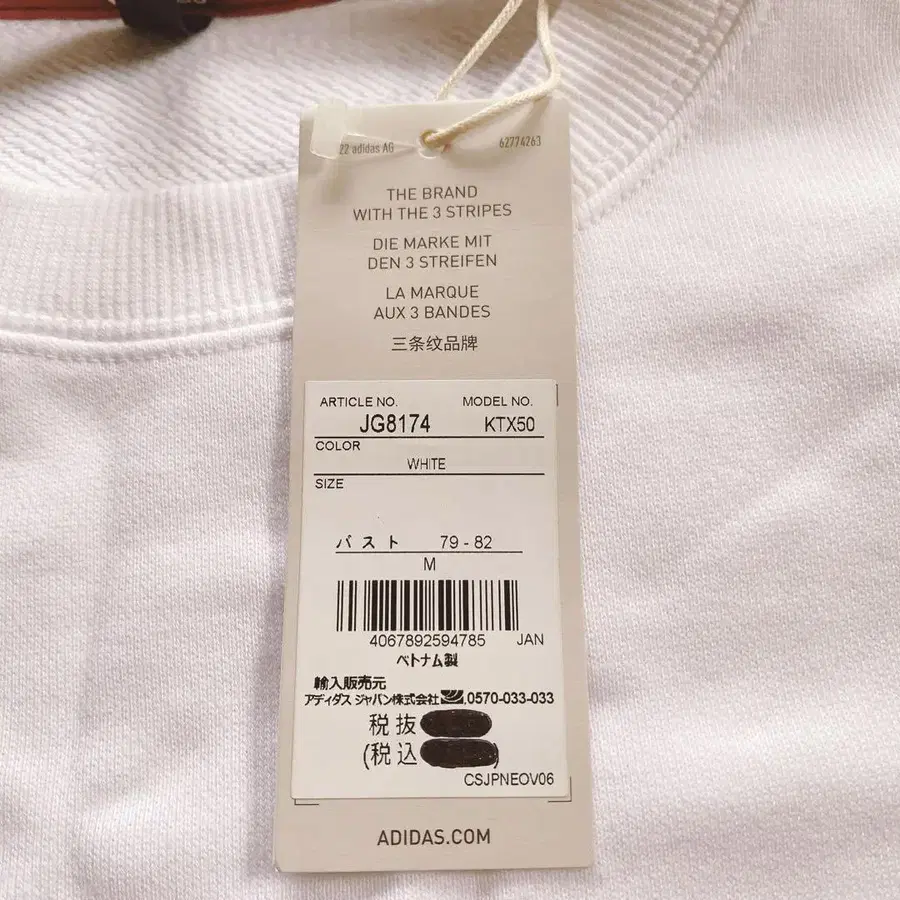 22 adidas AG 62774263
THE BRAND
WITH THE 3 STRIPES
DIE MARKE MIT
DEN 3 STREIFEN
LA MARQUE
AUX 3 BANDES
三条纹品牌
ARTICLE NO. MODEL NO.
JG8174 KTX50
COLOR
WHITE
SIZE
バスト 79 - 82
M
4067892594785 JAN
ベトナム製
輸入販売元
アディダス ジャパン株式会社 0570-033-033
税抜
(税込 )
CSJPNEOV06
ADIDAS.COM